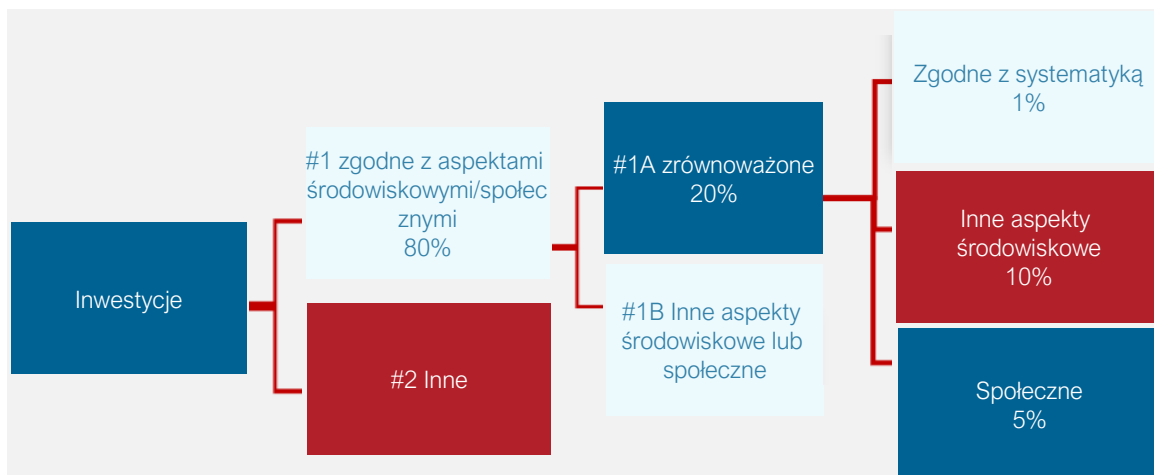 Inwestycje
#1 zgodne z aspektami
środowiskowymi/społec
znymi
80%
#2 Inne
#1A zrównoważone
20%
#1B Inne aspekty
środowiskowe lub
społeczne
Zgodne z systematyką
1%
Inne aspekty
środowiskowe
10%
Społeczne
5%